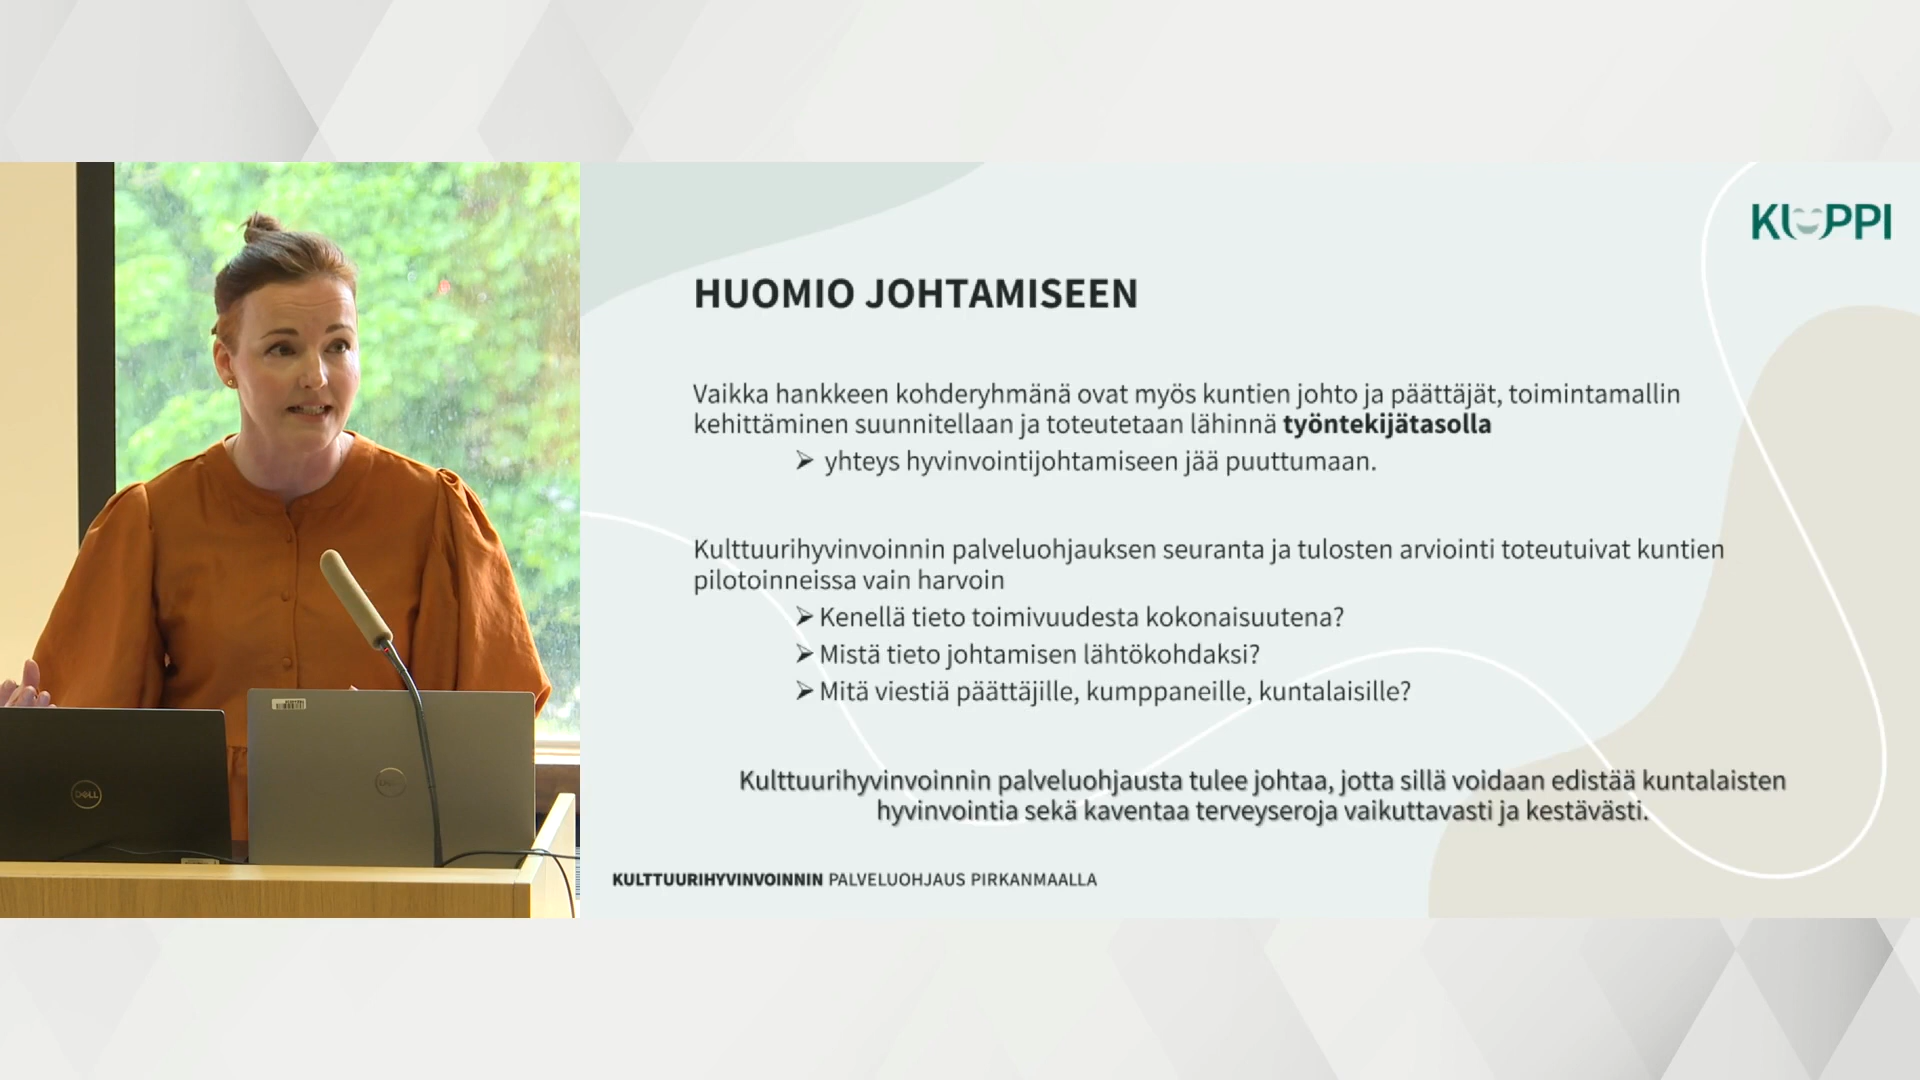 KUPPI
HUOMIO JOHTAMISEEN
Vaikka hankkeen kohderyhmänä ovat myös kuntien johto ja päättäjät, toimintamallin
kehittäminen suunnitellaan ja toteutetaan lähinnä työntekijätasolla
➢ yhteys hyvinvointijohtamiseen jää puuttumaan.
Kulttuurihyvinvoinnin palveluohjauksen seuranta ja tulosten arviointi toteutuivat kuntien
pilotoinneissa vain harvoin
➢ Kenellä tieto toimivuudesta kokonaisuutena?
➢ Mistä tieto johtamisen lähtökohdaksi?
➢ Mitä viestiä päättäjille, kumppaneille, kuntalaisille?
Kulttuurihyvinvoinnin palveluohjausta tulee johtaa, jotta sillä voidaan edistää kuntalaisten
hyvinvointia sekä kaventaa terveyseroja vaikuttavasti ja kestävästi.
KULTTUURIHYVINVOINNIN PALVELUOHJAUS PIRKANMAALLA
DELL
DELL